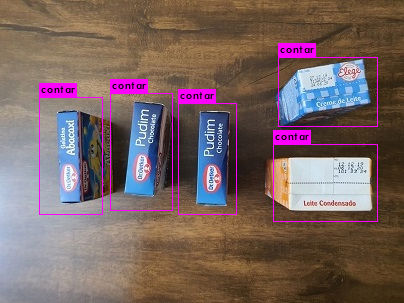 contar
contar
contar
contar
contar
Gelatina
Abacaxi
Dr.Oetker
Pudim
Chocolate
Dr.Oetker
Pudim
Chocolate
Dr.Oetker
Elegê
Creme de Leite
Leite Condensado